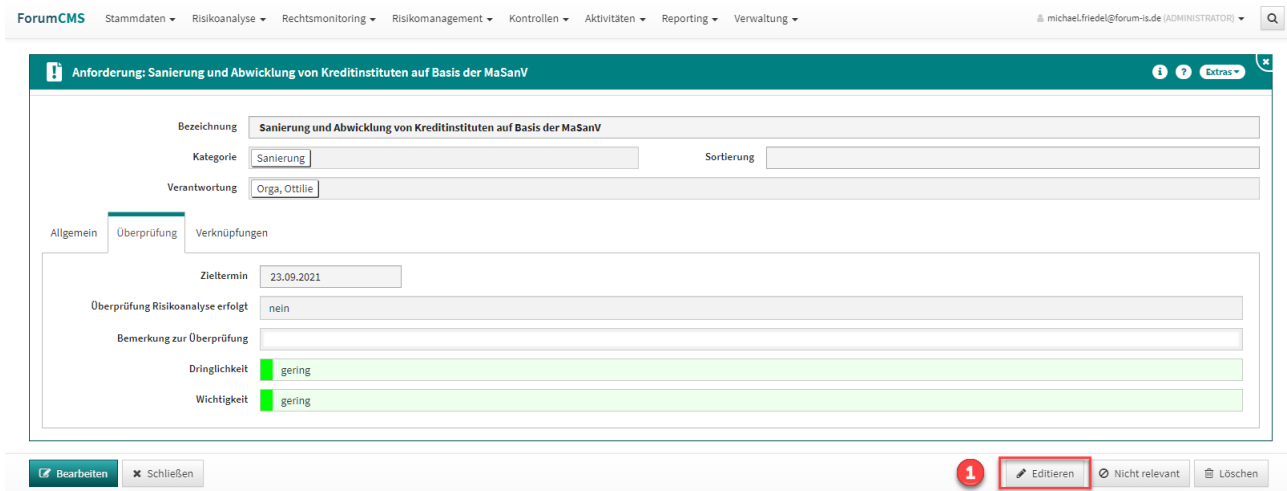 ForumCMS Stammdaten Risikoanalyse Rechtsmonitoring Risikomanagement Kontrollen Aktivitäten Reporting Verwaltung michael.friedel@forum-is.de (ADMINISTRATOR)
Anforderung: Sanierung und Abwicklung von Kreditinstituten auf Basis der MaSanV i ? Extras x
Bezeichnung Sanierung und Abwicklung von Kreditinstituten auf Basis der MaSanV
Kategorie Sanierung Sortierung
Verantwortung Orga, Ottilie
Allgemein Überprüfung Verknüpfungen
Zieltermin 23.09.2021
Überprüfung Risikoanalyse erfolgt nein
Bemerkung zur Überprüfung
Dringlichkeit gering
Wichtigkeit gering
Bearbeiten Schließen 1 Editieren Nicht relevant Löschen